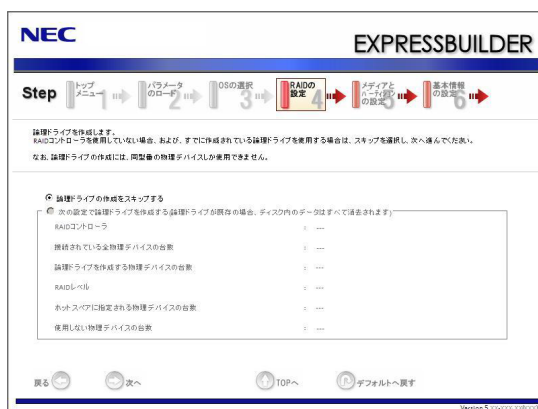 NEC
EXPRESSBUILDER
Step
トップメニュー 1
パラメータのロード 2
OSの選択 3
RAIDの設定 4
メディアとパーティションの設定 5
基本情報の設定 6
論理ドライブを作成します。
RAIDコントローラを使用していない場合、および、すでに作成されている論理ドライブを使用する場合は、スキップを選択し、次へ進んでください。
なお、論理ドライブの作成には、同型番の物理デバイスしか使用できません。
論理ドライブの作成をスキップする
次の設定で論理ドライブを作成する(論理ドライブが既存の場合、ディスク内のデータはすべて消去されます)
RAIDコントローラ : ---
接続されている全物理デバイスの台数 : ---
論理ドライブを作成する物理デバイスの台数 : ---
RAIDレベル : ---
ホットスペアに指定される物理デバイスの台数 : ---
使用しない物理デバイスの台数 : ---
戻る 次へ TOPへ デフォルトへ戻す
Version 5